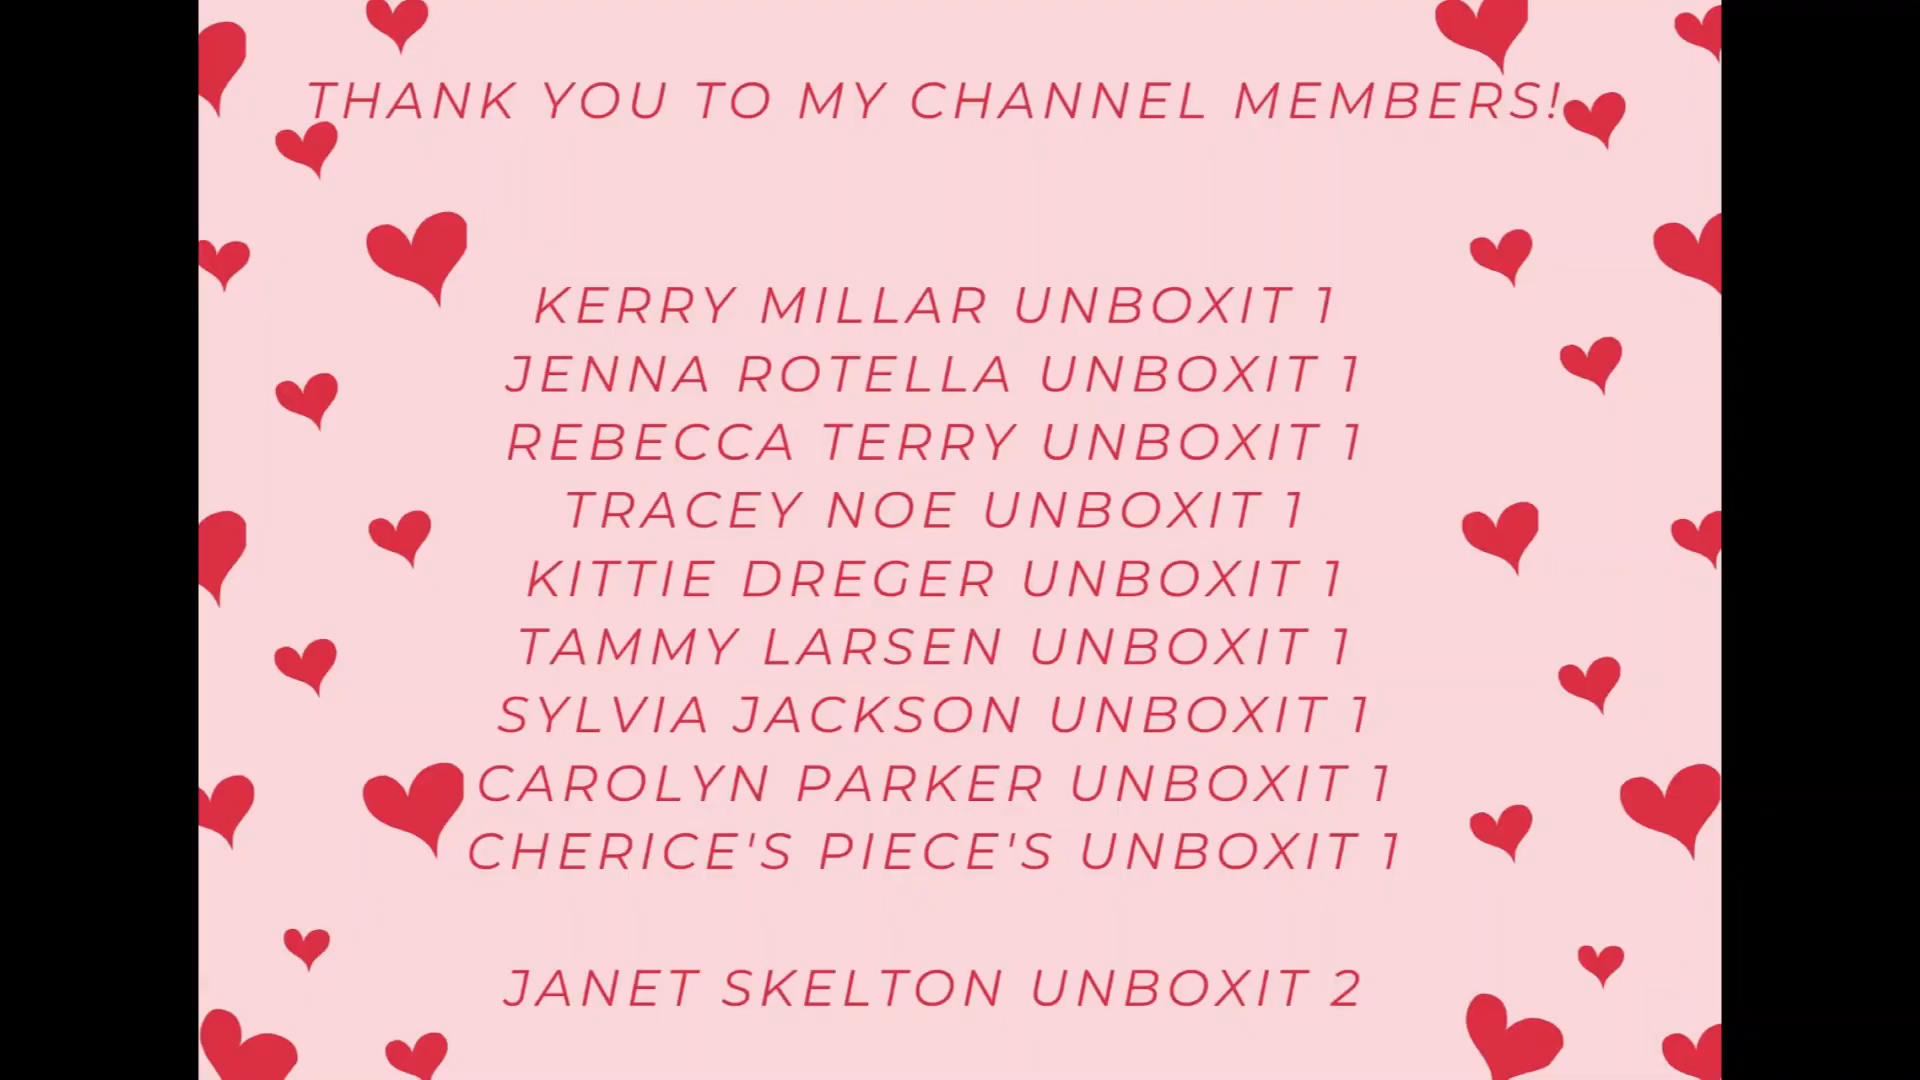 THANK YOU TO MY CHANNEL MEMBERS!
KERRY MILLAR UNBOXIT 1
JENNA ROTELLA UNBOXIT 1
REBECCA TERRY UNBOXIT 1
TRACEY NOE UNBOXIT 1
KITTIE DREGER UNBOXIT 1
TAMMY LARSEN UNBOXIT 1
SYLVIA JACKSON UNBOXIT 1
CAROLYN PARKER UNBOXIT 1
CHERICE'S PIECE'S UNBOXIT 1
JANET SKELTON UNBOXIT 2